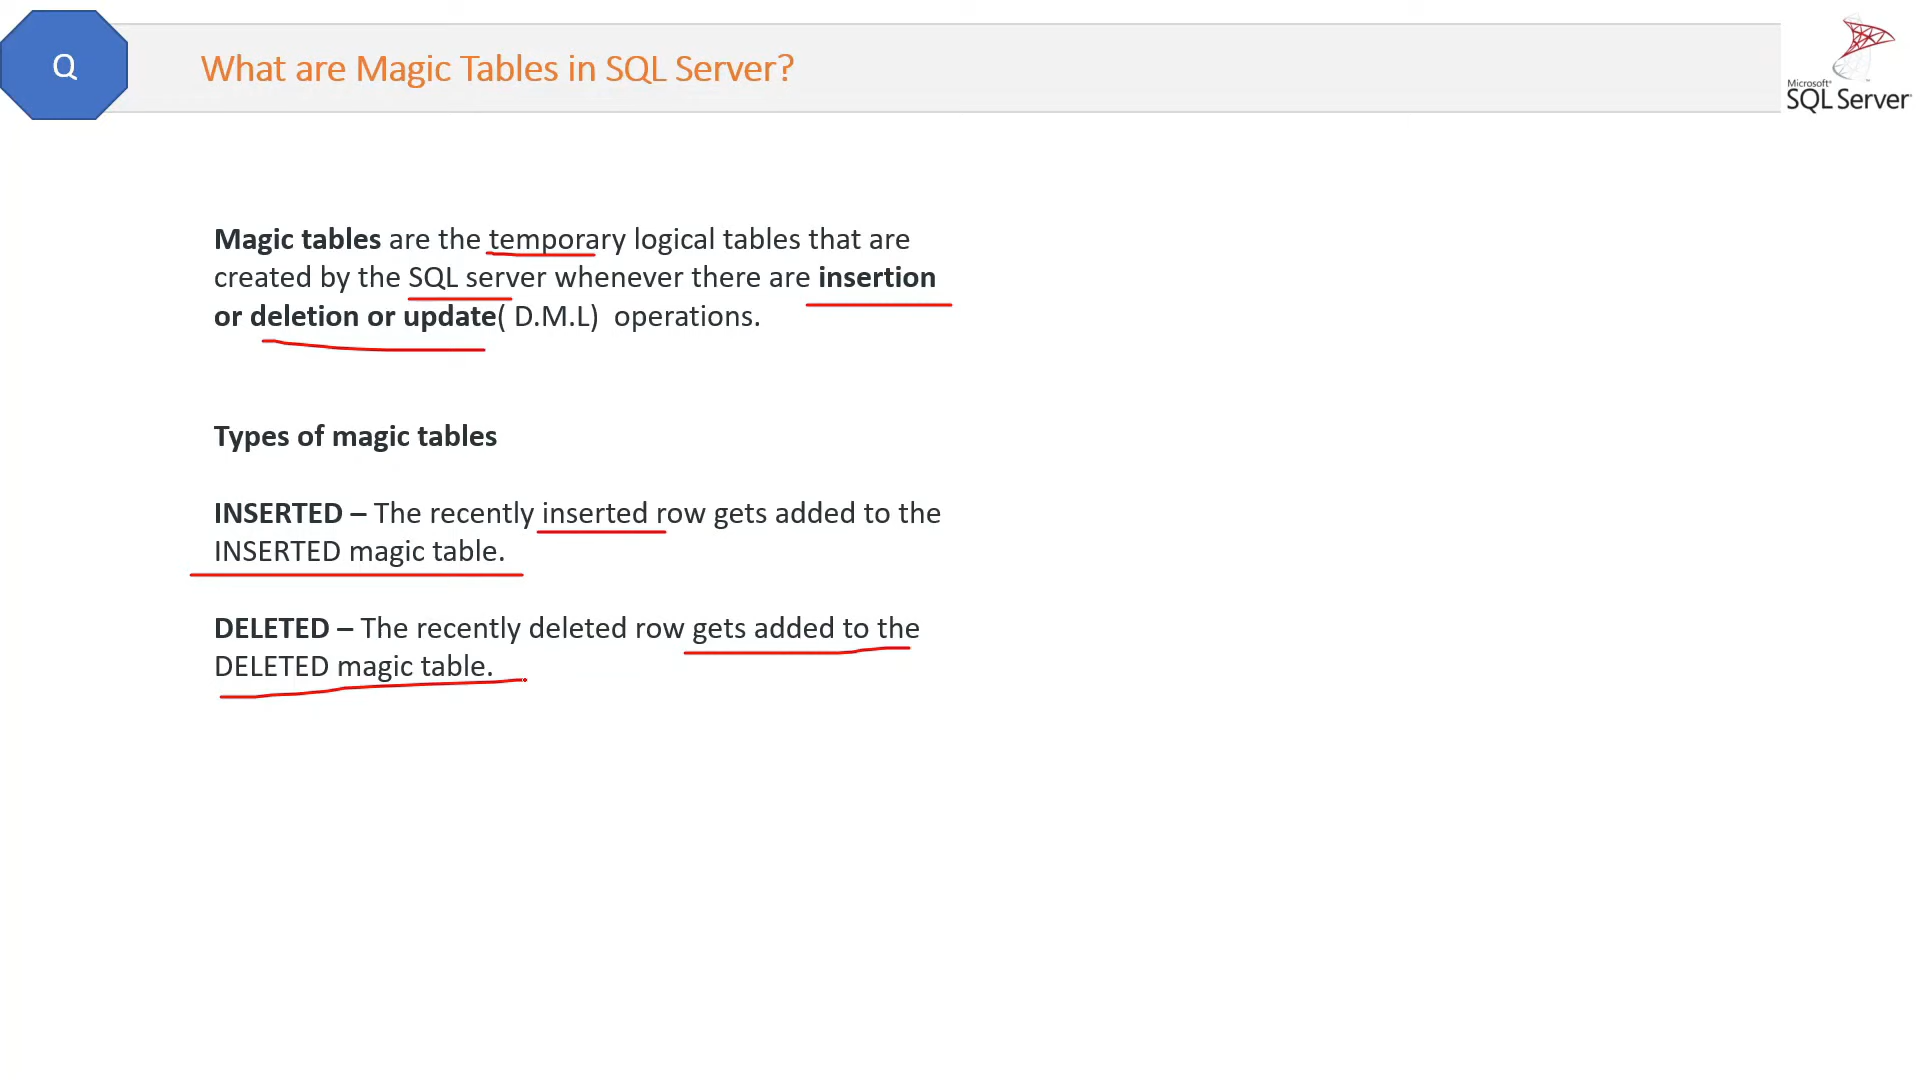 Q
What are Magic Tables in SQL Server?
Microsoft®
SQL Server®
Magic tables are the temporary logical tables that are
created by the SQL server whenever there are insertion
or deletion or update( D.M.L)  operations.
Types of magic tables
INSERTED – The recently inserted row gets added to the
INSERTED magic table.
DELETED – The recently deleted row gets added to the
DELETED magic table.